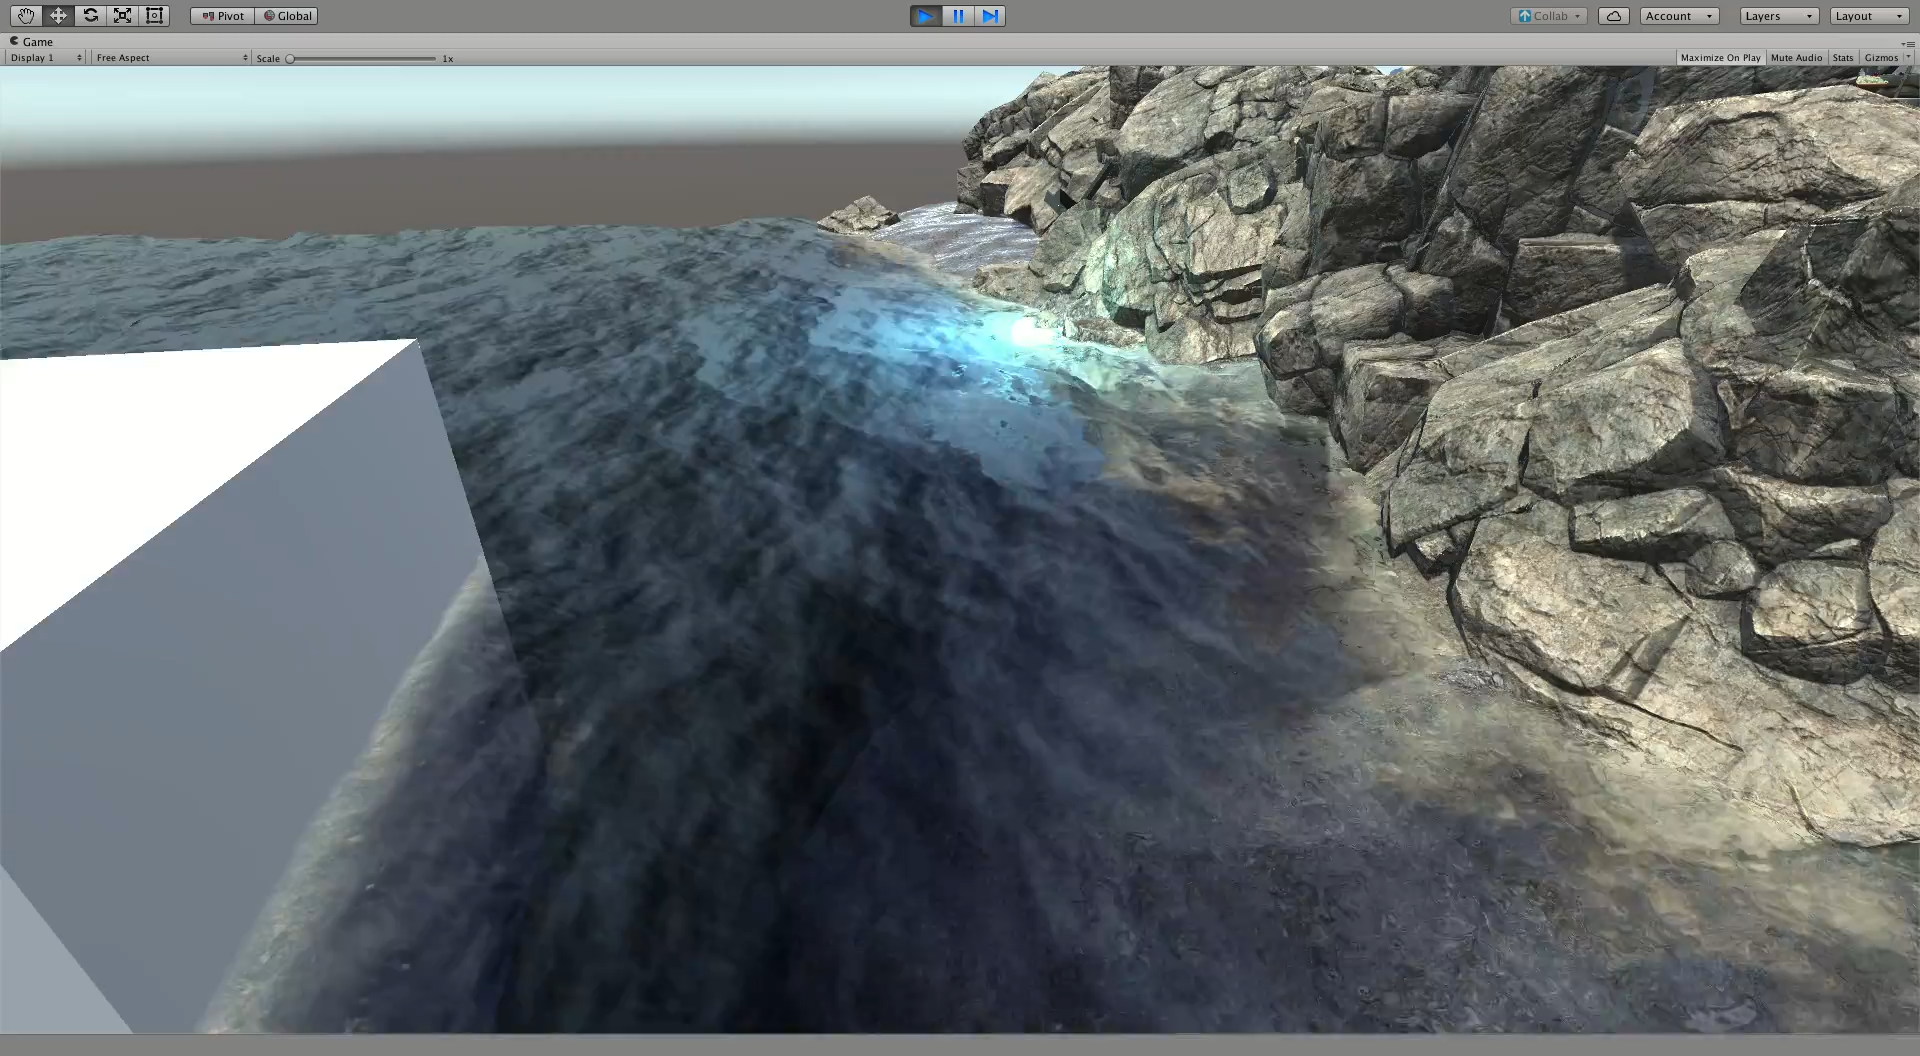 Pivot Global Collab Account Layers Layout
Game
Display 1 Free Aspect Scale 1x Maximize On Play Mute Audio Stats Gizmos